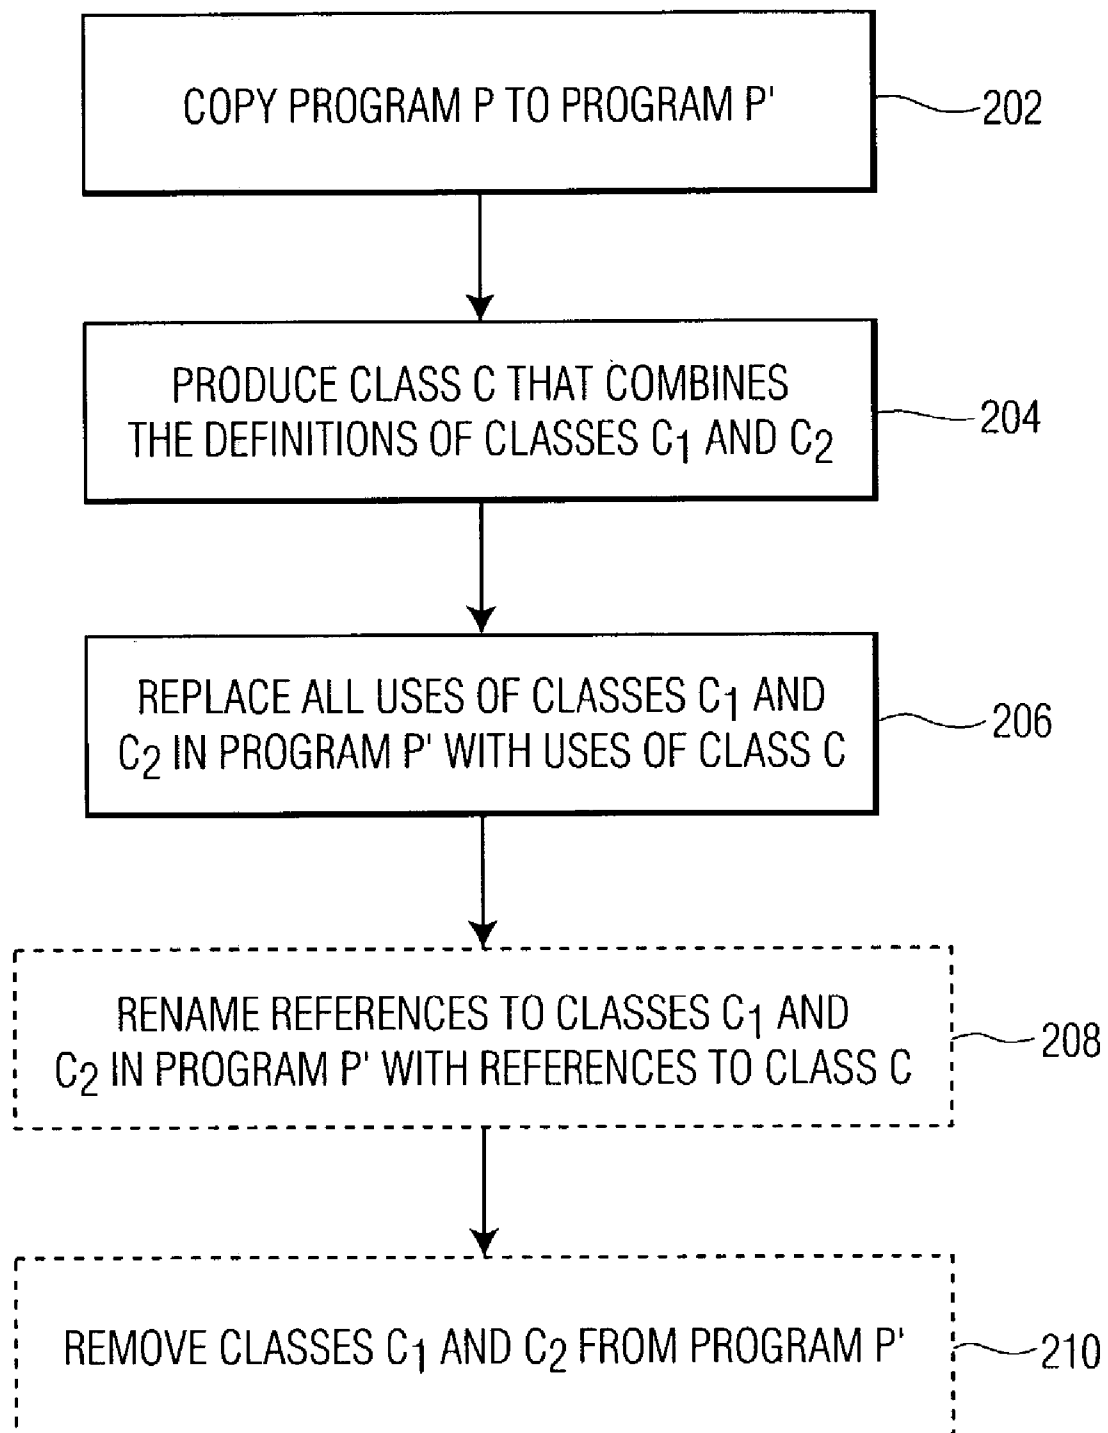 COPY PROGRAM P TO PROGRAM P'
202
PRODUCE CLASS C THAT COMBINES
THE DEFINITIONS OF CLASSES C1 AND C2
204
REPLACE ALL USES OF CLASSES C1 AND
C2 IN PROGRAM P' WITH USES OF CLASS C
206
RENAME REFERENCES TO CLASSES C1 AND
C2 IN PROGRAM P' WITH REFERENCES TO CLASS C
208
REMOVE CLASSES C1 AND C2 FROM PROGRAM P'
210